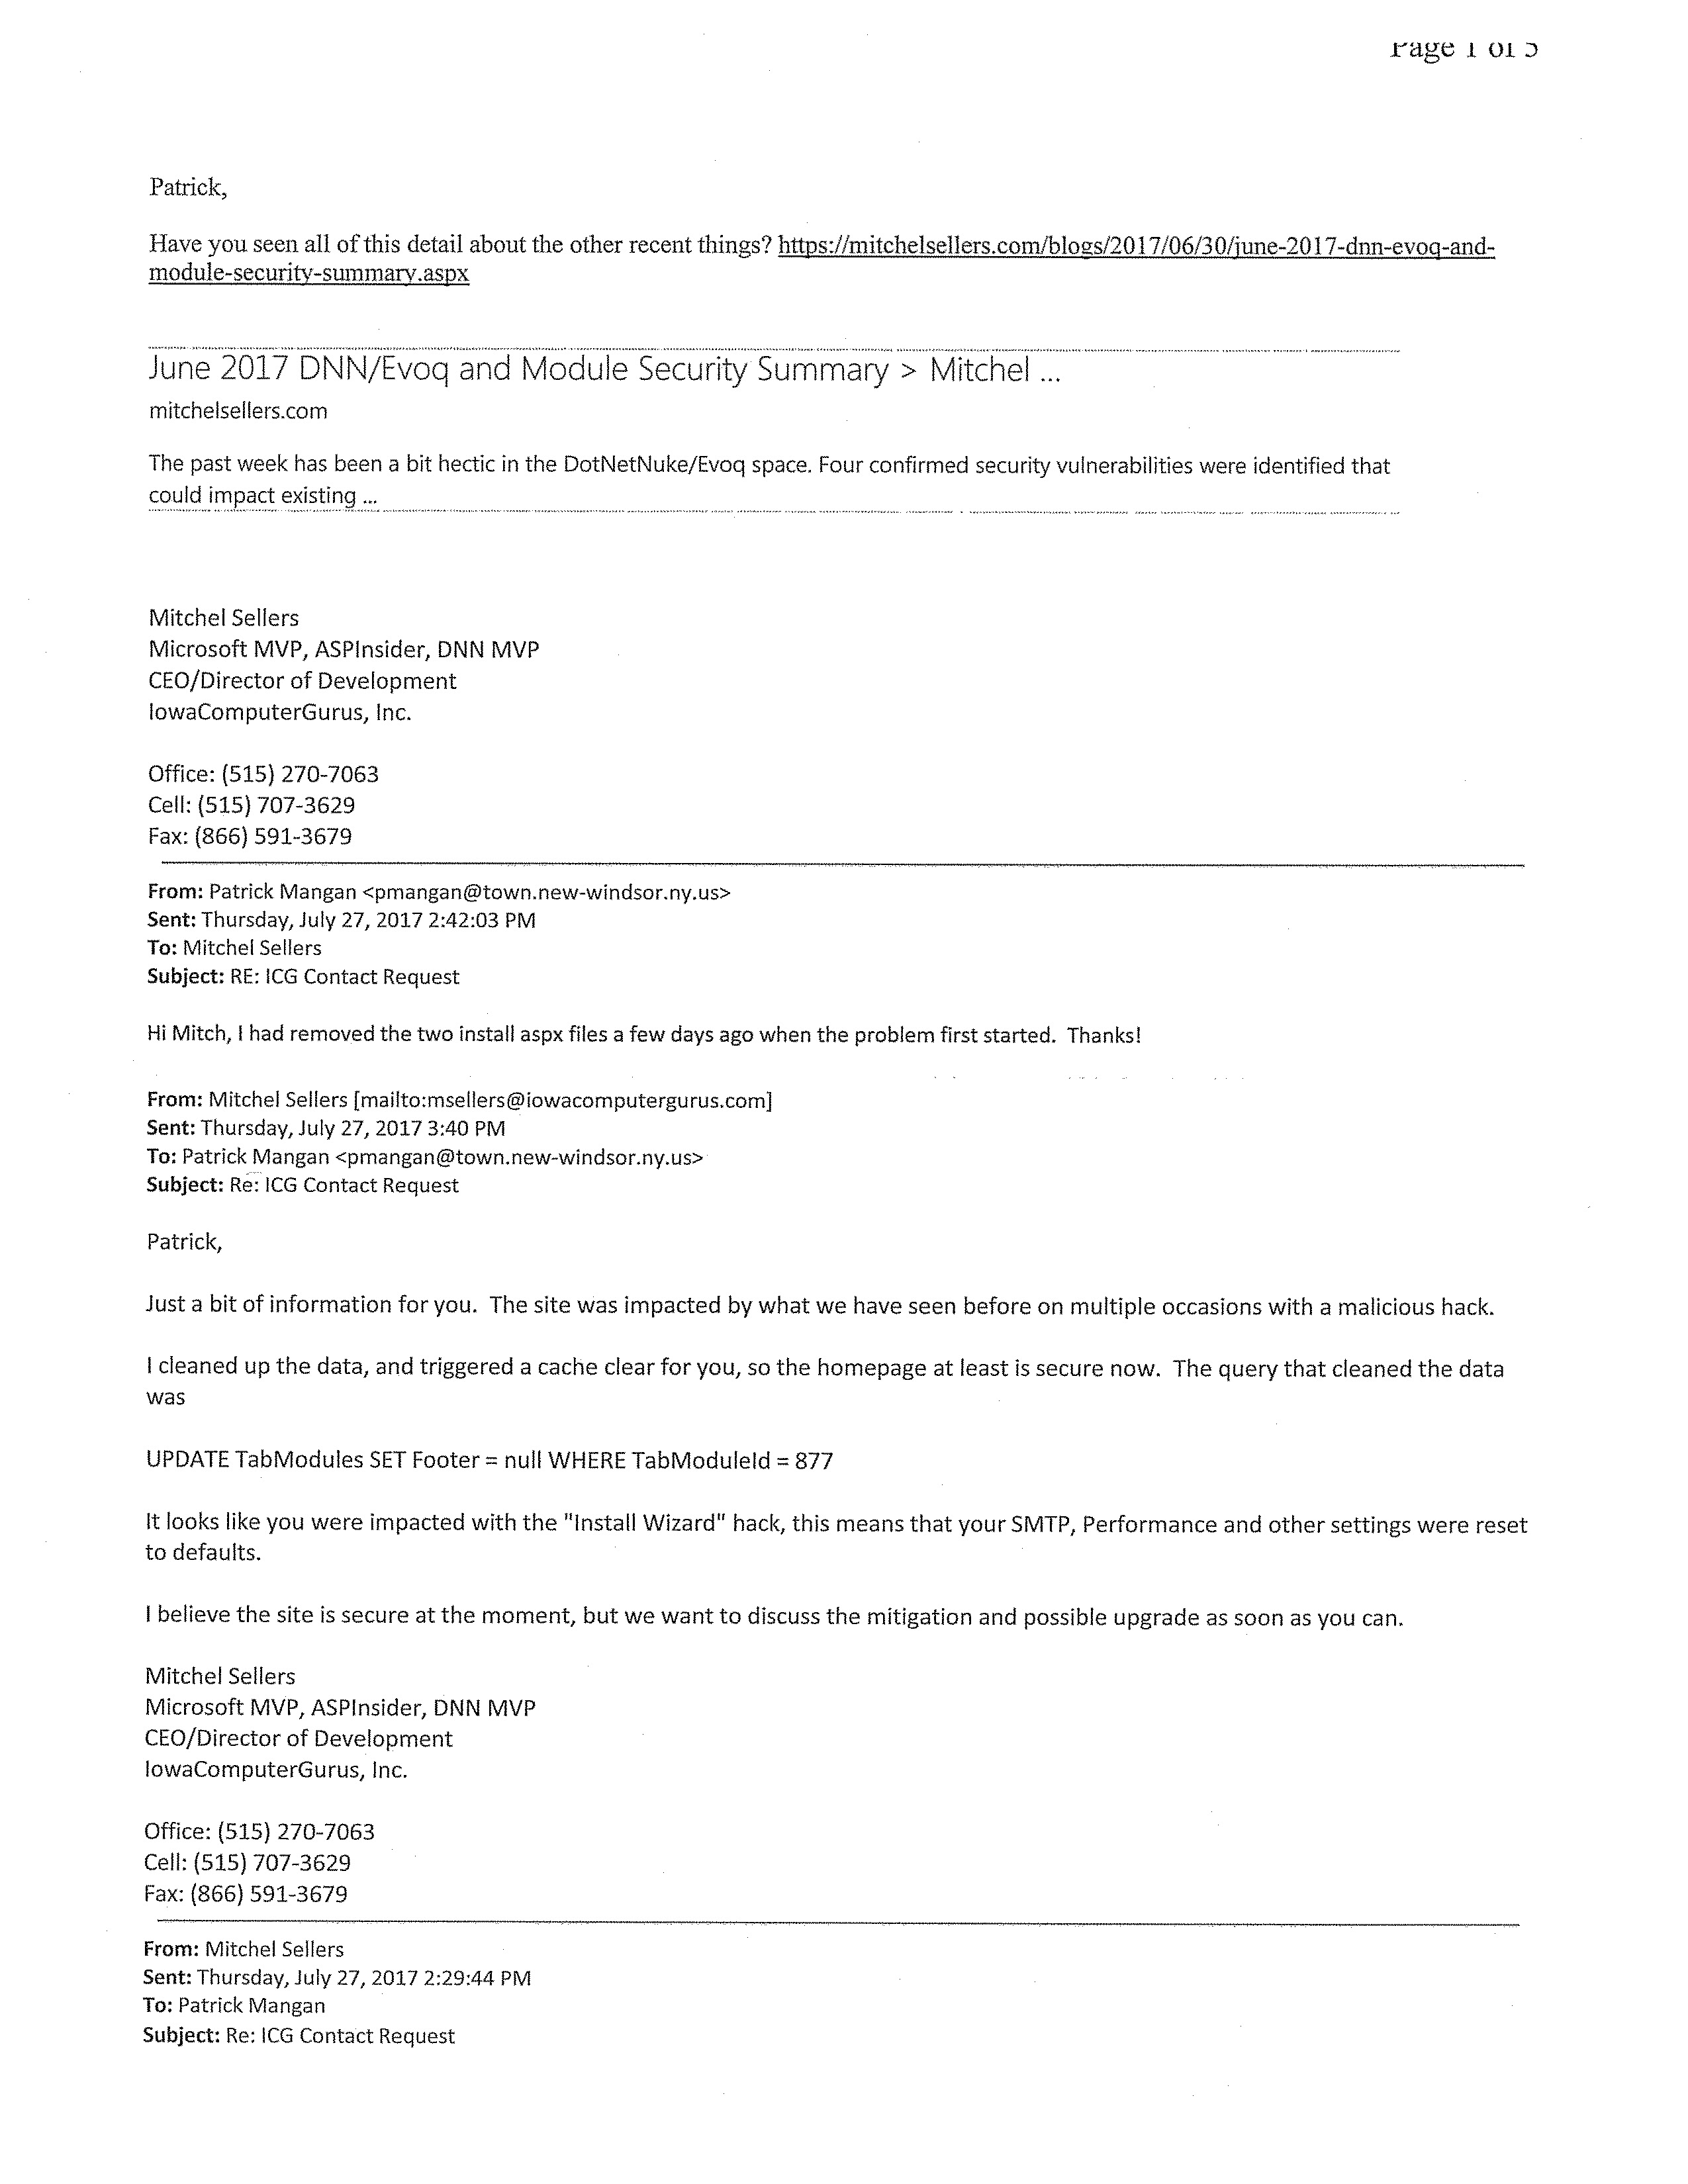 Page 1 of 5
Patrick,
Have you seen all of this detail about the other recent things? https://mitchelsellers.com/blogs/2017/06/30/june-2017-dnn-evoq-and-
module-security-summary.aspx
June 2017 DNN/Evoq and Module Security Summary > Mitchel ...
mitchelsellers.com
The past week has been a bit hectic in the DotNetNuke/Evoq space. Four confirmed security vulnerabilities were identified that
could impact existing ...
Mitchel Sellers
Microsoft MVP, ASPInsider, DNN MVP
CEO/Director of Development
IowaComputerGurus, Inc.
Office: (515) 270-7063
Cell: (515) 707-3629
Fax: (866) 591-3679
From: Patrick Mangan <pmangan@town.new-windsor.ny.us>
Sent: Thursday, July 27, 2017 2:42:03 PM
To: Mitchel Sellers
Subject: RE: ICG Contact Request
Hi Mitch, I had removed the two install aspx files a few days ago when the problem first started.  Thanks!
From: Mitchel Sellers [mailto:msellers@iowacomputergurus.com]
Sent: Thursday, July 27, 2017 3:40 PM
To: Patrick Mangan <pmangan@town.new-windsor.ny.us>
Subject: Re: ICG Contact Request
Patrick,
Just a bit of information for you.  The site was impacted by what we have seen before on multiple occasions with a malicious hack.
I cleaned up the data, and triggered a cache clear for you, so the homepage at least is secure now.  The query that cleaned the data
was
UPDATE TabModules SET Footer = null WHERE TabModuleId = 877
It looks like you were impacted with the "Install Wizard" hack, this means that your SMTP, Performance and other settings were reset
to defaults.
I believe the site is secure at the moment, but we want to discuss the mitigation and possible upgrade as soon as you can.
Mitchel Sellers
Microsoft MVP, ASPInsider, DNN MVP
CEO/Director of Development
IowaComputerGurus, Inc.
Office: (515) 270-7063
Cell: (515) 707-3629
Fax: (866) 591-3679
From: Mitchel Sellers
Sent: Thursday, July 27, 2017 2:29:44 PM
To: Patrick Mangan
Subject: Re: ICG Contact Request